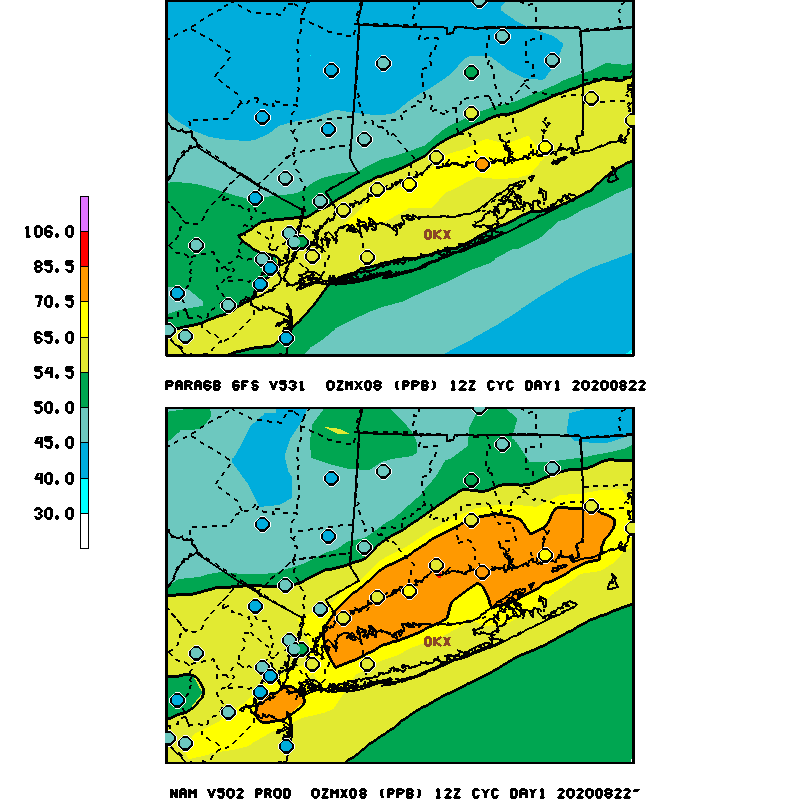 OKX
PARA6B GFS V531 OZMX08 (PPB) 12Z CYC DAY1 20200822
106.0
85.5
70.5
65.0
54.5
50.0
45.0
40.0
30.0
OKX
NAM V502 PROD OZMX08 (PPB) 12Z CYC DAY1 20200822~